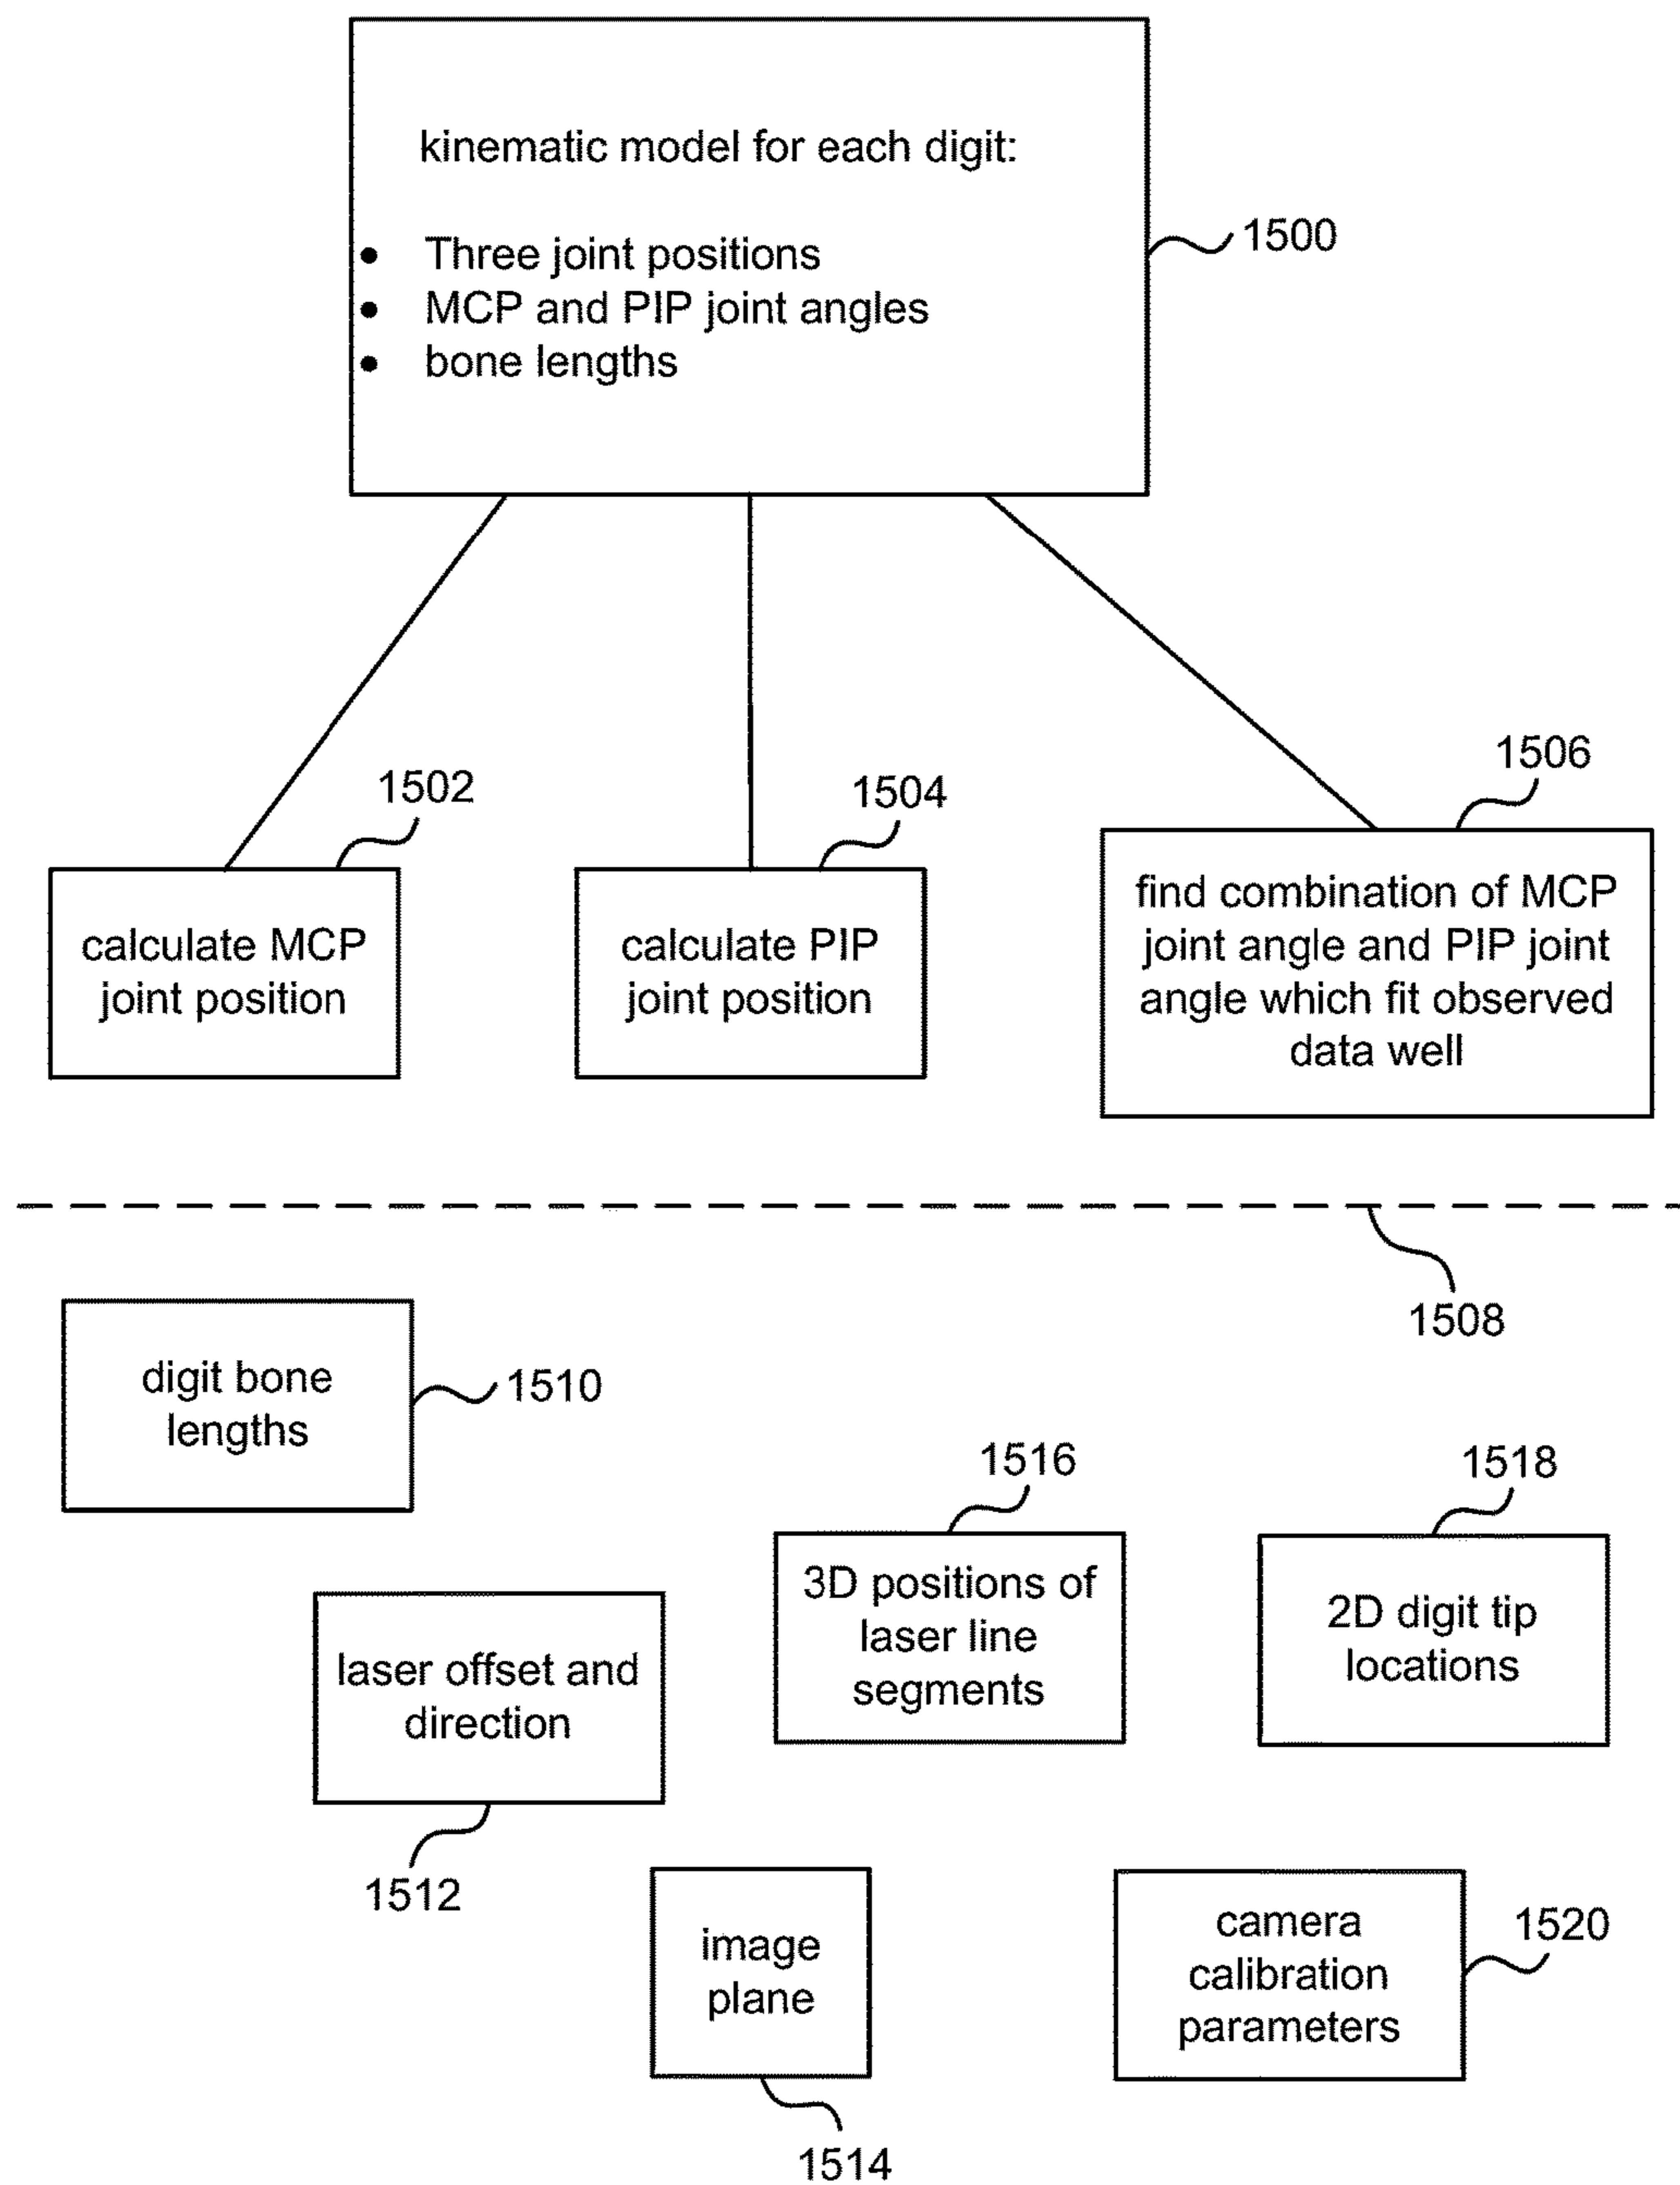 kinematic model for each digit:
• Three joint positions
• MCP and PIP joint angles
• bone lengths
1500
1502
1504
1506
calculate MCP
joint position
calculate PIP
joint position
find combination of MCP
joint angle and PIP joint
angle which fit observed
data well
1508
digit bone
lengths
1510
1516
1518
3D positions of
laser line
segments
2D digit tip
locations
laser offset and
direction
1512
image
plane
1514
camera
calibration
parameters
1520